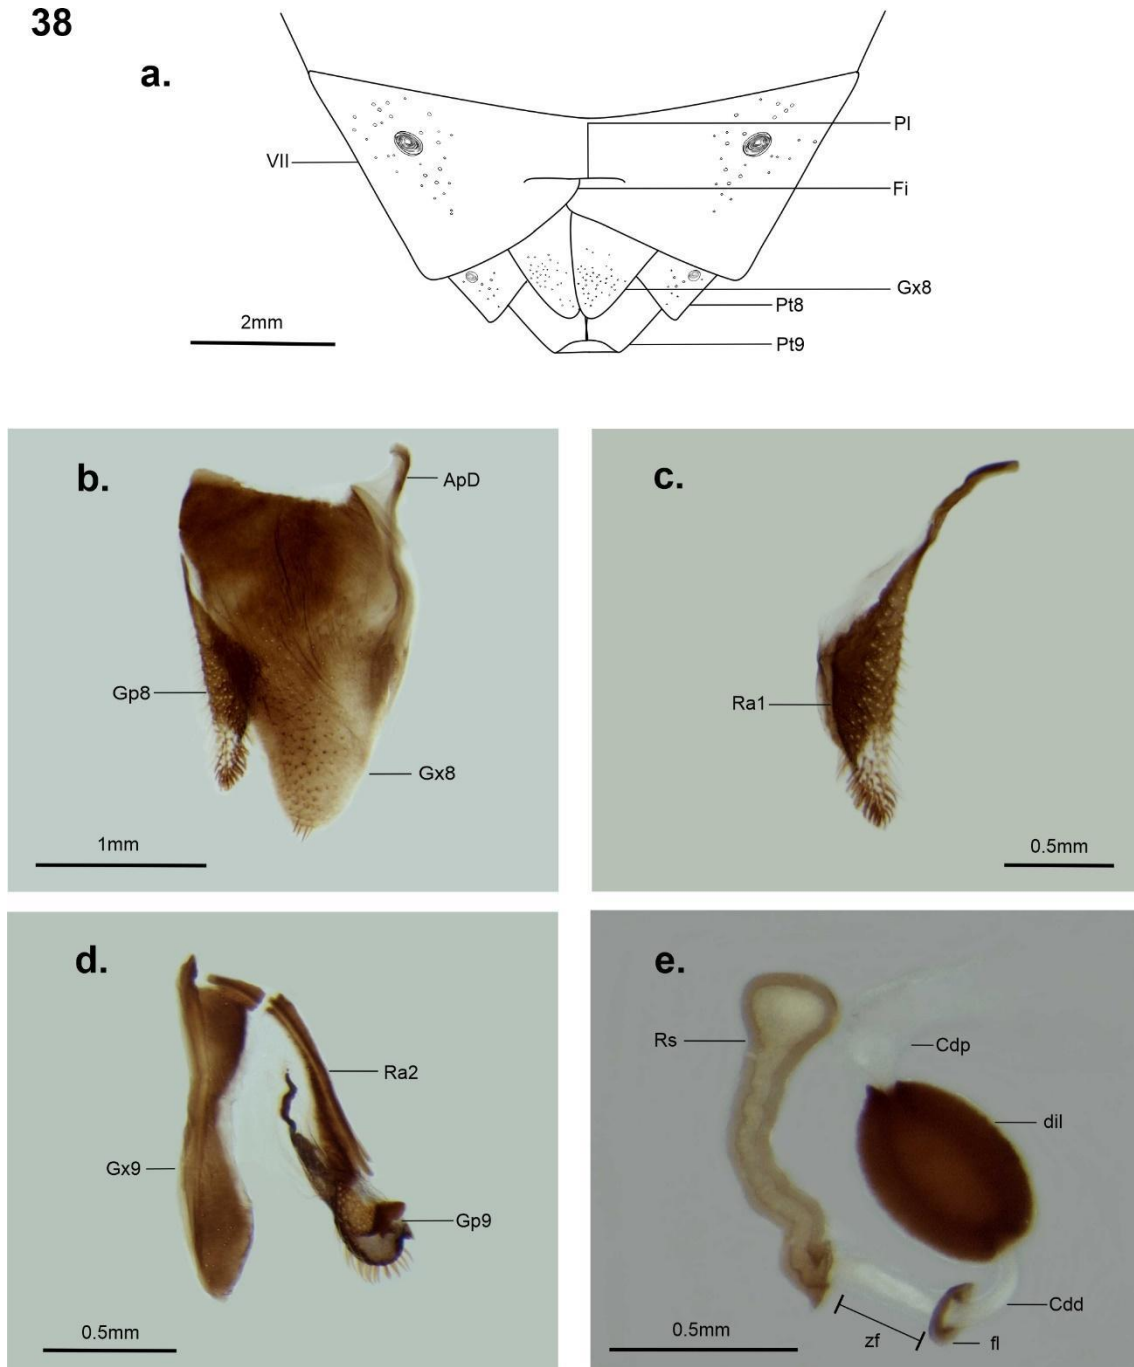 38
a.
Pl
VII
Fi
Gx8
Pt8
Pt9
2mm
b.
ApD
Gp8
Gx8
1mm
c.
Ra1
0.5mm
d.
Ra2
Gx9
Gp9
0.5mm
e.
Rs
Cdp
dil
Cdd
zf
fl
0.5mm